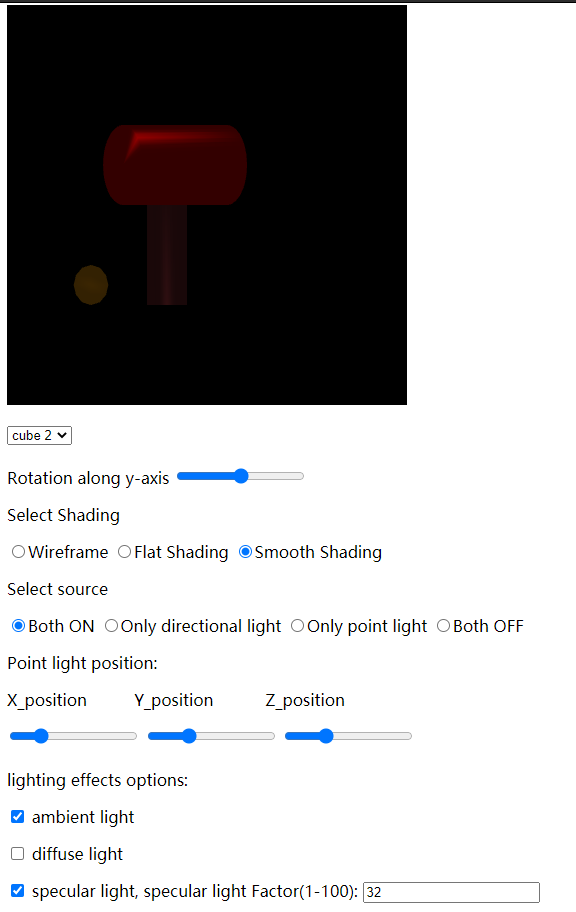 cube 2
Rotation along y-axis
Select Shading
Wireframe Flat Shading Smooth Shading
Select source
Both ON Only directional light Only point light Both OFF
Point light position:
X_position Y_position Z_position
lighting effects options:
ambient light
diffuse light
specular light, specular light Factor(1-100): 32